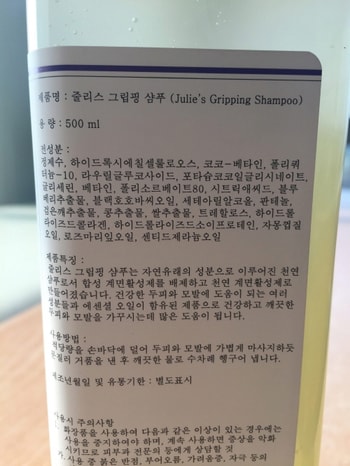 제품명 : 줄리스 그립핑 샴푸 (Julie's Gripping Shampoo)
용 량 : 500 ml
전성분 :
정제수, 하이드록시에칠셀룰로오스, 코코-베타인, 폴리쿼
터늄-10, 라우릴글루코사이드, 포타슘코코일글리시네이트,
글리세린, 베타인, 폴리소르베이트80, 시트릭애씨드, 블루
베리추출물, 블랙호호바씨오일, 세테아릴코알올, 판테놀,
검은깨추출물, 콩추출물, 쌀추출물, 트레할로스, 하이드롤
라이즈드콜라겐, 하이드롤라이즈드소이프로테인, 자몽껍질
오일, 로즈마리잎오일, 센티드제라늄오일
제품특징 :
줄리스 그립핑 샴푸는 자연유래의 성분으로 이루어진 천연
샴푸로서 합성 계면활성제를 배제하고 천연 계면활성제로
만들어졌습니다. 건강한 두피와 모발에 도움이 되는 여러
성분들과 에센셜 오일이 함유된 제품으로 건강하고 깨끗한
두피와 모발을 가꾸시는데 많은 도움이 됩니다.
사용방법 :
적당량을 손바닥에 덜어 두피와 모발에 가볍게 마사지하듯
문질러 거품을 낸 후 깨끗한 물로 수차례 헹구어 냅니다.
제조년월일 및 유통기한 : 별도표시
사용시 주의사항
화장품을 사용하여 다음과 같은 이상이 있는 경우에는
사용을 중지하여야 하며, 계속 사용하면 증상을 악화
시키므로 피부과 전문의 등에게 상담할 것
가. 사용 중 붉은 반점, 부어오름, 가려움증, 자극 등의